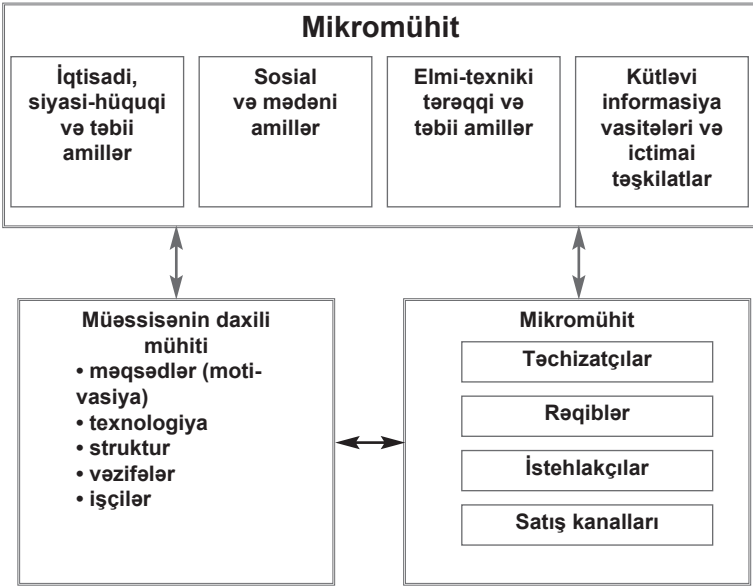 Mikromühit
İqtisadi,
siyasi-hüquqi
və təbii
amillər
Sosial
və mədəni
amillər
Elmi-texniki
tərəqqi və
təbii amillər
Kütləvi
informasiya
vasitələri və
ictimai
təşkilatlar
Müəssisənin daxili
mühiti
• məqsədlər (moti-
vasiya)
• texnologiya
• struktur
• vəzifələr
• işçilər
Mikromühit
Təchizatçılar
Rəqiblər
İstehlakçılar
Satış kanalları